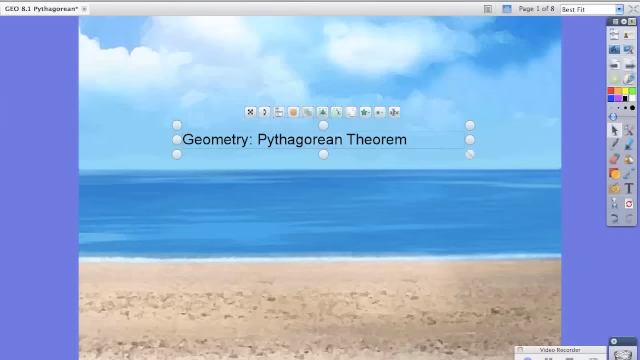 GEO 8.1 Pythagorean*
Page 1 of 8
Best Fit
Geometry: Pythagorean Theorem
T
Video Recorder